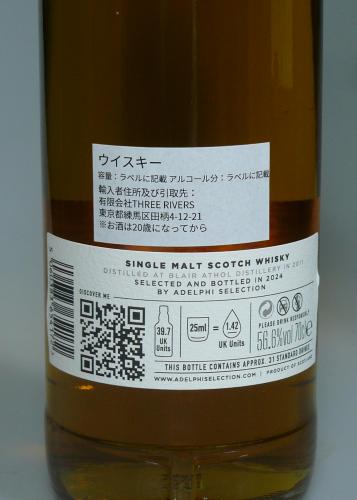 ウイスキー
容量：ラベルに記載 アルコール分：ラベルに記載
輸入者住所及び引取先：
有限会社THREE RIVERS
東京都練馬区田柄4-12-21
※お酒は20歳になってから
SINGLE MALT SCOTCH WHISKY
DISTILLED AT BLAIR ATHOL DISTILLERY IN 2011
SELECTED AND BOTTLED IN 2024
BY ADELPHI SELECTION
DISCOVER ME
39.7
UK
Units
25ml
=
1.42
UK Units
PLEASE DRINK RESPONSIBLY
56.6%vol 70cl e
THIS BOTTLE CONTAINS APPROX. 31 STANDARD DRINKS
WWW.ADELPHISELECTION.COM | PRODUCT OF SCOTLAND